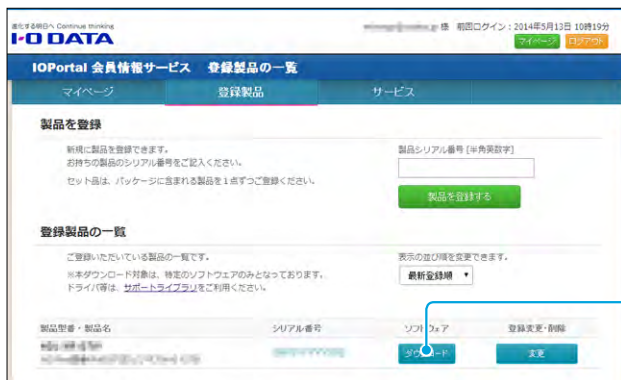 進化する明日へ Continue thinking
I-O DATA
様 前回ログイン：2014年5月13日 10時19分
マイページ ログアウト
IOPortal 会員情報サービス 登録製品の一覧
マイページ 登録製品 サービス
製品を登録
新規に製品を登録できます。
お持ちの製品のシリアル番号をご記入ください。
セット品は、パッケージに含まれる製品を1点ずつご登録ください。
製品シリアル番号 [半角英数字]
製品を登録する
登録製品の一覧
ご登録いただいている製品の一覧です。
※本ダウンロード対象は、特定のソフトウェアのみとなっております。
ドライバ等は、サポートライブラリをご利用ください。
表示の並び順を変更できます。
最新登録順
製品型番・製品名 シリアル番号 ソフトウェア 登録変更・削除
ダウンロード 変更